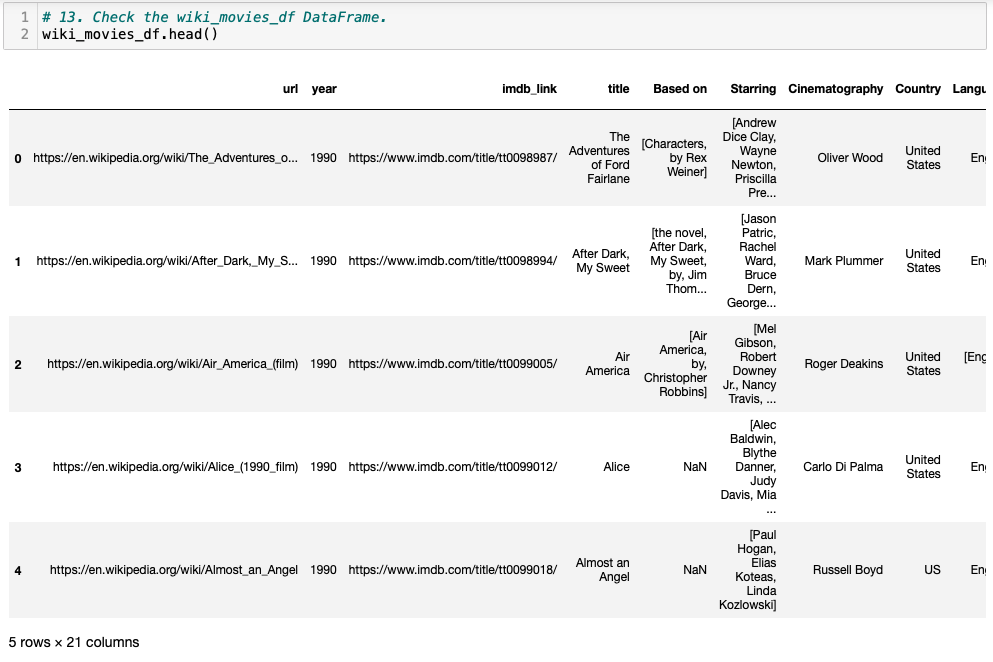 1 # 13. Check the wiki_movies_df DataFrame.
2 wiki_movies_df.head()
url year imdb_link title Based on Starring Cinematography Country Langu
0 https://en.wikipedia.org/wiki/The_Adventures_o... 1990 https://www.imdb.com/title/tt0098987/ The Adventures of Ford Fairlane [Characters, by Rex Weiner] [Andrew Dice Clay, Wayne Newton, Priscilla Pre... Oliver Wood United States Eng
1 https://en.wikipedia.org/wiki/After_Dark,_My_S... 1990 https://www.imdb.com/title/tt0098994/ After Dark, My Sweet [the novel, After Dark, My Sweet, by, Jim Thom... [Jason Patric, Rachel Ward, Bruce Dern, George... Mark Plummer United States Eng
2 https://en.wikipedia.org/wiki/Air_America_(film) 1990 https://www.imdb.com/title/tt0099005/ Air America [Air America, by, Christopher Robbins] [Mel Gibson, Robert Downey Jr., Nancy Travis, ... Roger Deakins United States [Eng
3 https://en.wikipedia.org/wiki/Alice_(1990_film) 1990 https://www.imdb.com/title/tt0099012/ Alice NaN [Alec Baldwin, Blythe Danner, Judy Davis, Mia ... Carlo Di Palma United States Eng
4 https://en.wikipedia.org/wiki/Almost_an_Angel 1990 https://www.imdb.com/title/tt0099018/ Almost an Angel NaN [Paul Hogan, Elias Koteas, Linda Kozlowski] Russell Boyd US Eng
5 rows × 21 columns